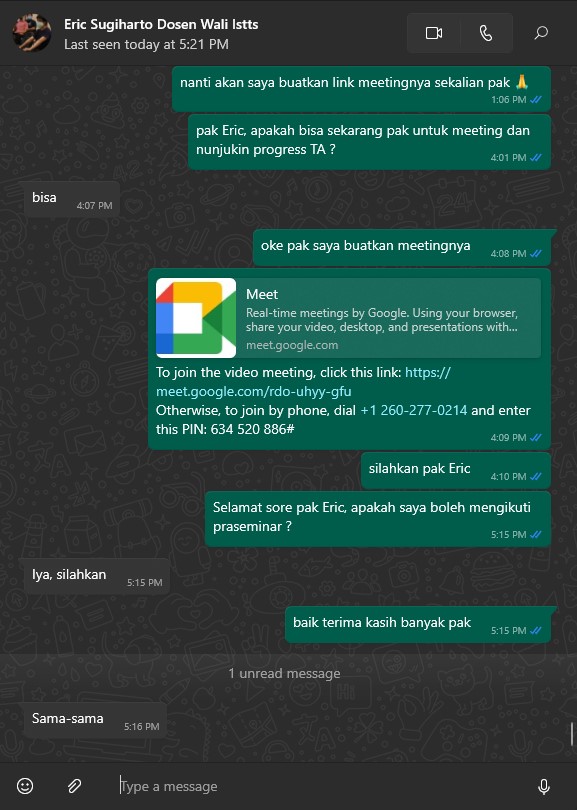 Eric Sugiharto Dosen Wali Istts
Last seen today at 5:21 PM
nanti akan saya buatkan link meetingnya sekalian pak 🙏
1:06 PM
pak Eric, apakah bisa sekarang pak untuk meeting dan
nunjukin progress TA ?
4:01 PM
bisa
4:07 PM
oke pak saya buatkan meetingnya
4:08 PM
Meet
Real-time meetings by Google. Using your browser,
share your video, desktop, and presentations with...
meet.google.com
To join the video meeting, click this link: https://
meet.google.com/rdo-uhyy-gfu
Otherwise, to join by phone, dial +1 260-277-0214 and enter
this PIN: 634 520 886#
4:09 PM
silahkan pak Eric
4:10 PM
Selamat sore pak Eric, apakah saya boleh mengikuti
praseminar ?
5:15 PM
Iya, silahkan
5:15 PM
baik terima kasih banyak pak
5:15 PM
1 unread message
Sama-sama
5:16 PM
Type a message